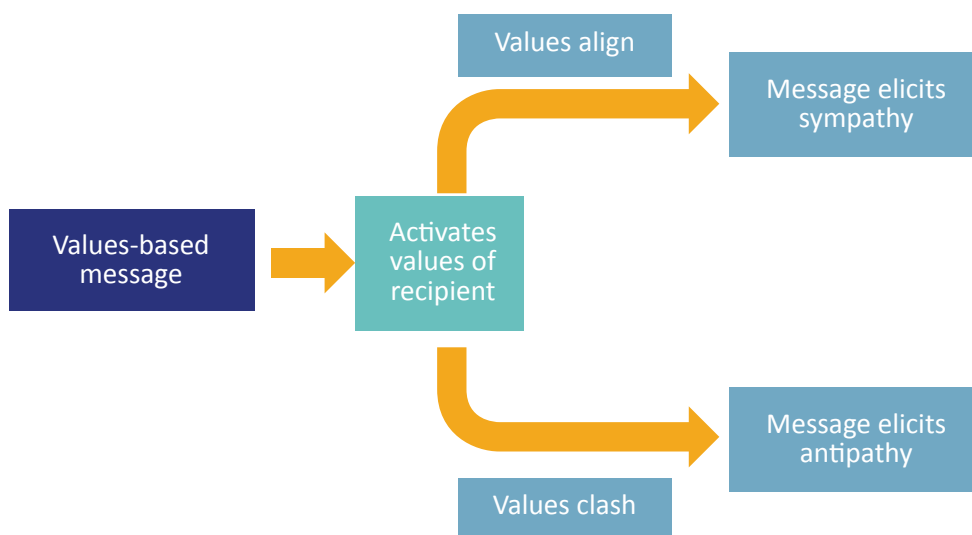 Values align
Message elicits
sympathy
Values-based
message
Activates
values of
recipient
Message elicits
antipathy
Values clash